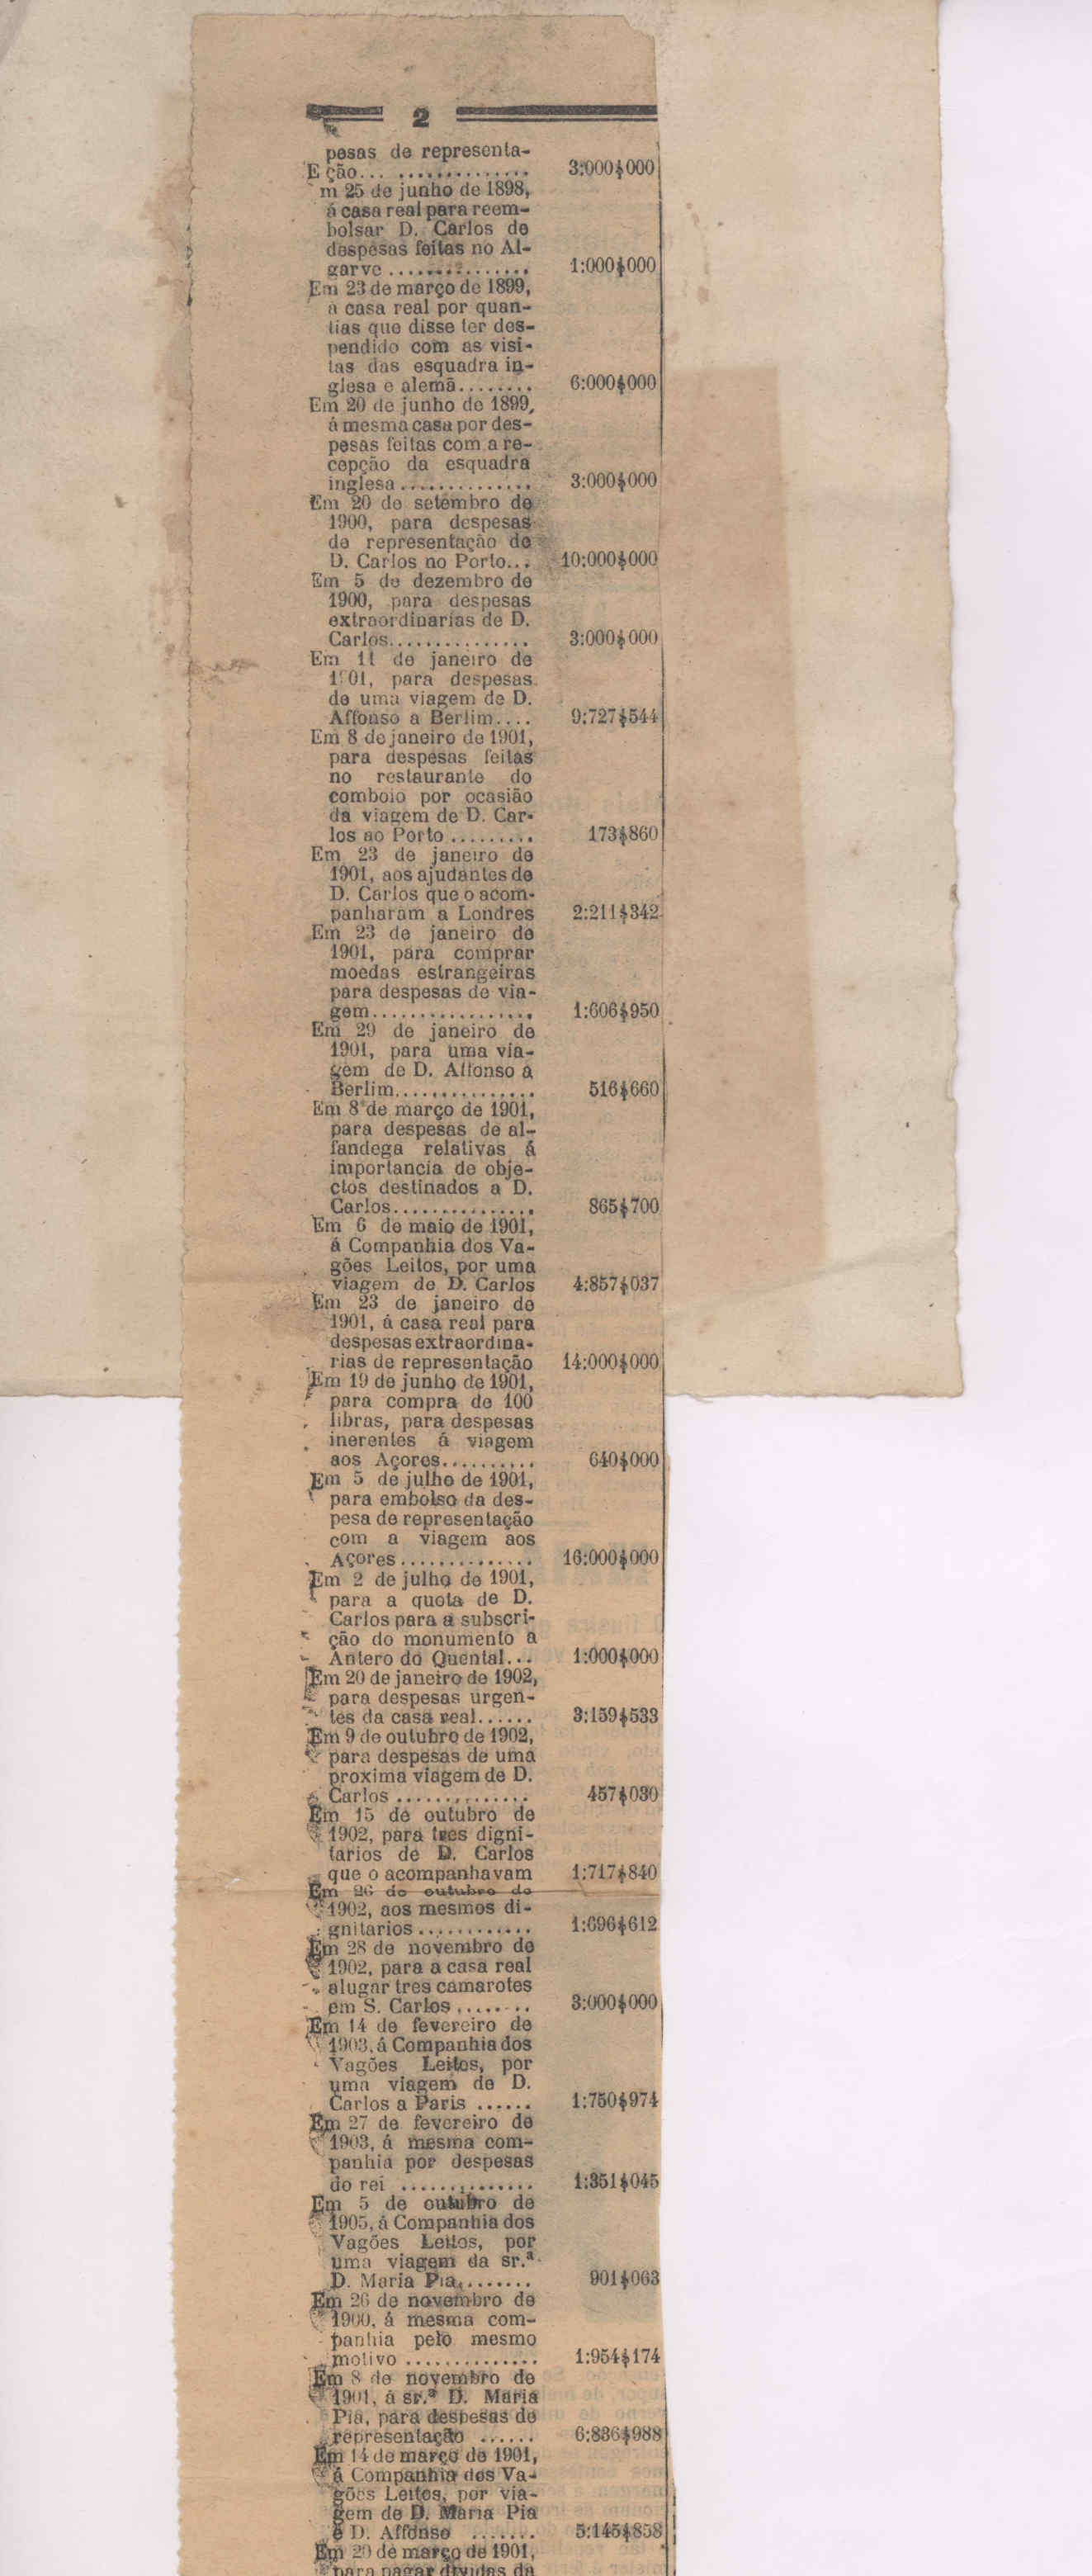 2
pesas de representa-
ção... .............. 3:000$000
Em 25 de junho de 1898,
á casa real para reem-
bolsar D. Carlos de
despesas feitas no Al-
garve ............... 1:000$000
Em 23 de março de 1899,
á casa real por quan-
tias que disse ter des-
pendido com as visi-
tas das esquadra in-
glesa e alemã........ 6:000$000
Em 20 de junho de 1899,
á mesma casa por des-
pesas feitas com a re-
cepção da esquadra
inglesa .............. 3:000$000
Em 20 de setembro de
1900, para despesas
de representação de
D. Carlos no Porto... 10:000$000
Em 5 de dezembro de
1900, para despesas
extraordinarias de D.
Carlos............... 3:000$000
Em 11 de janeiro de
1901, para despesas
de uma viagem de D.
Affonso a Berlim.... 9:727$544
Em 8 de janeiro de 1901,
para despesas feitas
no restaurante do
comboio por ocasião
da viagem de D. Car-
los ao Porto ......... 173$860
Em 23 de janeiro de
1901, aos ajudantes de
D. Carlos que o acom-
panharam a Londres 2:211$342
Em 23 de janeiro de
1901, para comprar
moedas estrangeiras
para despesas de via-
gem................. 1:606$950
Em 29 de janeiro de
1901, para uma via-
gem de D. Affonso a
Berlim............... 516$660
Em 8 de março de 1901,
para despesas de al-
fandega relativas á
importancia de obje-
ctos destinados a D.
Carlos............... 865$700
Em 6 de maio de 1901,
á Companhia dos Va-
gões Leitos, por uma
viagem de D. Carlos 4:857$037
Em 23 de janeiro de
1901, á casa real para
despesas extraordina-
rias de representação 14:000$000
Em 19 de junho de 1901,
para compra de 100
libras, para despesas
inerentes á viagem
aos Açores.......... 640$000
Em 5 de julho de 1901,
para embolso da des-
pesa de representação
com a viagem aos
Açores .............. 16:000$000
Em 2 de julho de 1901,
para a quota de D.
Carlos para a subscri-
ção do monumento a
Antero do Quental... 1:000$000
Em 20 de janeiro de 1902,
para despesas urgen-
tes da casa real...... 3:159$533
Em 9 de outubro de 1902,
para despesas de uma
proxima viagem de D.
Carlos .............. 457$030
Em 15 de outubro de
1902, para tres digni-
tarios de D. Carlos
que o acompanhavam 1:717$840
Em 26 de outubro de
1902, aos mesmos di-
gnitarios ............ 1:696$612
Em 28 de novembro de
1902, para a casa real
alugar tres camarotes
em S. Carlos ........ 3:000$000
Em 14 de fevereiro de
1903, á Companhia dos
Vagões Leitos, por
uma viagem de D.
Carlos a Paris ...... 1:750$974
Em 27 de fevereiro de
1903, á mesma com-
panhia por despesas
do rei .............. 1:351$045
Em 5 de outubro de
1905, á Companhia dos
Vagões Leitos, por
uma viagem da sr.ª
D. Maria Pia........ 901$063
Em 26 de novembro de
1900, á mesma com-
panhia pelo mesmo
motivo .............. 1:954$174
Em 8 de novembro de
1901, á sr.ª D. Maria
Pia, para despesas de
representação ...... 6:836$988
Em 14 de março de 1901,
á Companhia dos Va-
gões Leitos, por via-
gem de D. Maria Pia
e D. Affonso ....... 5:145$858
Em 29 de março de 1901,
para pagar dividas da